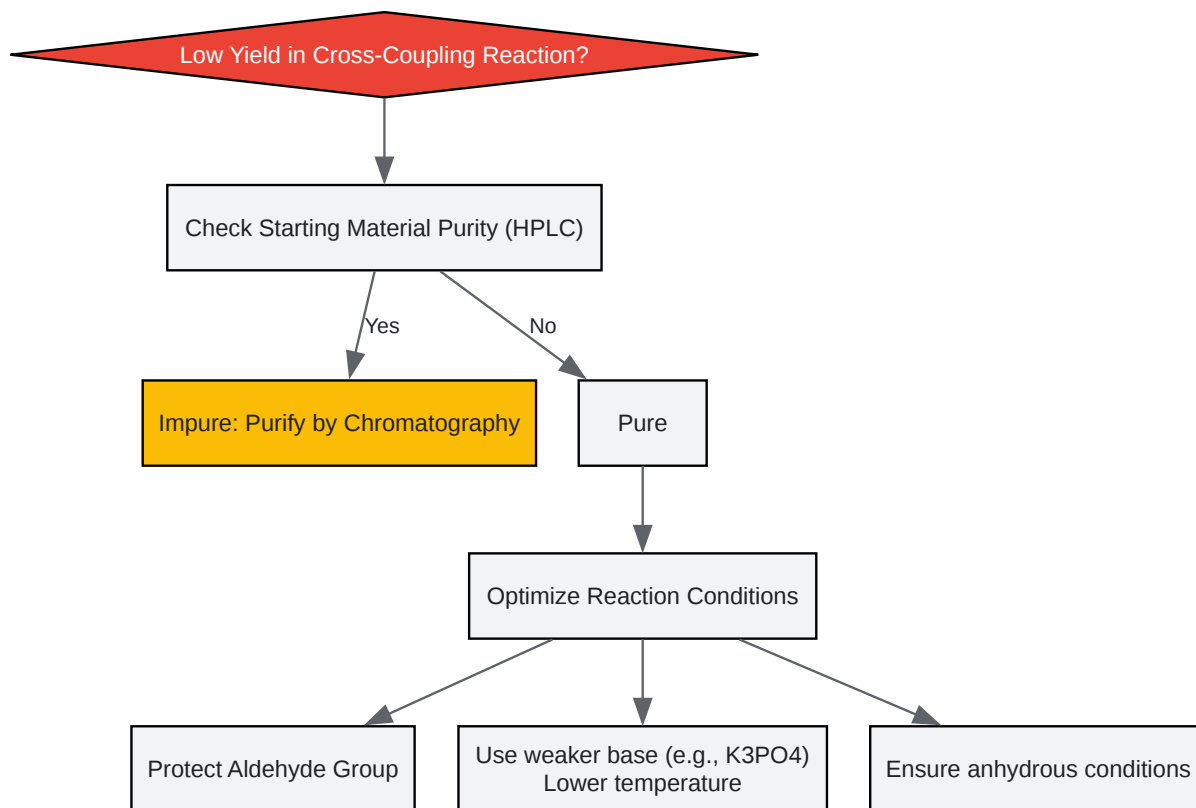 Low Yield in Cross-Coupling Reaction?
Check Starting Material Purity (HPLC)
Yes
No
Impure: Purify by Chromatography
Pure
Optimize Reaction Conditions
Protect Aldehyde Group
Use weaker base (e.g., K3PO4)
Lower temperature
Ensure anhydrous conditions